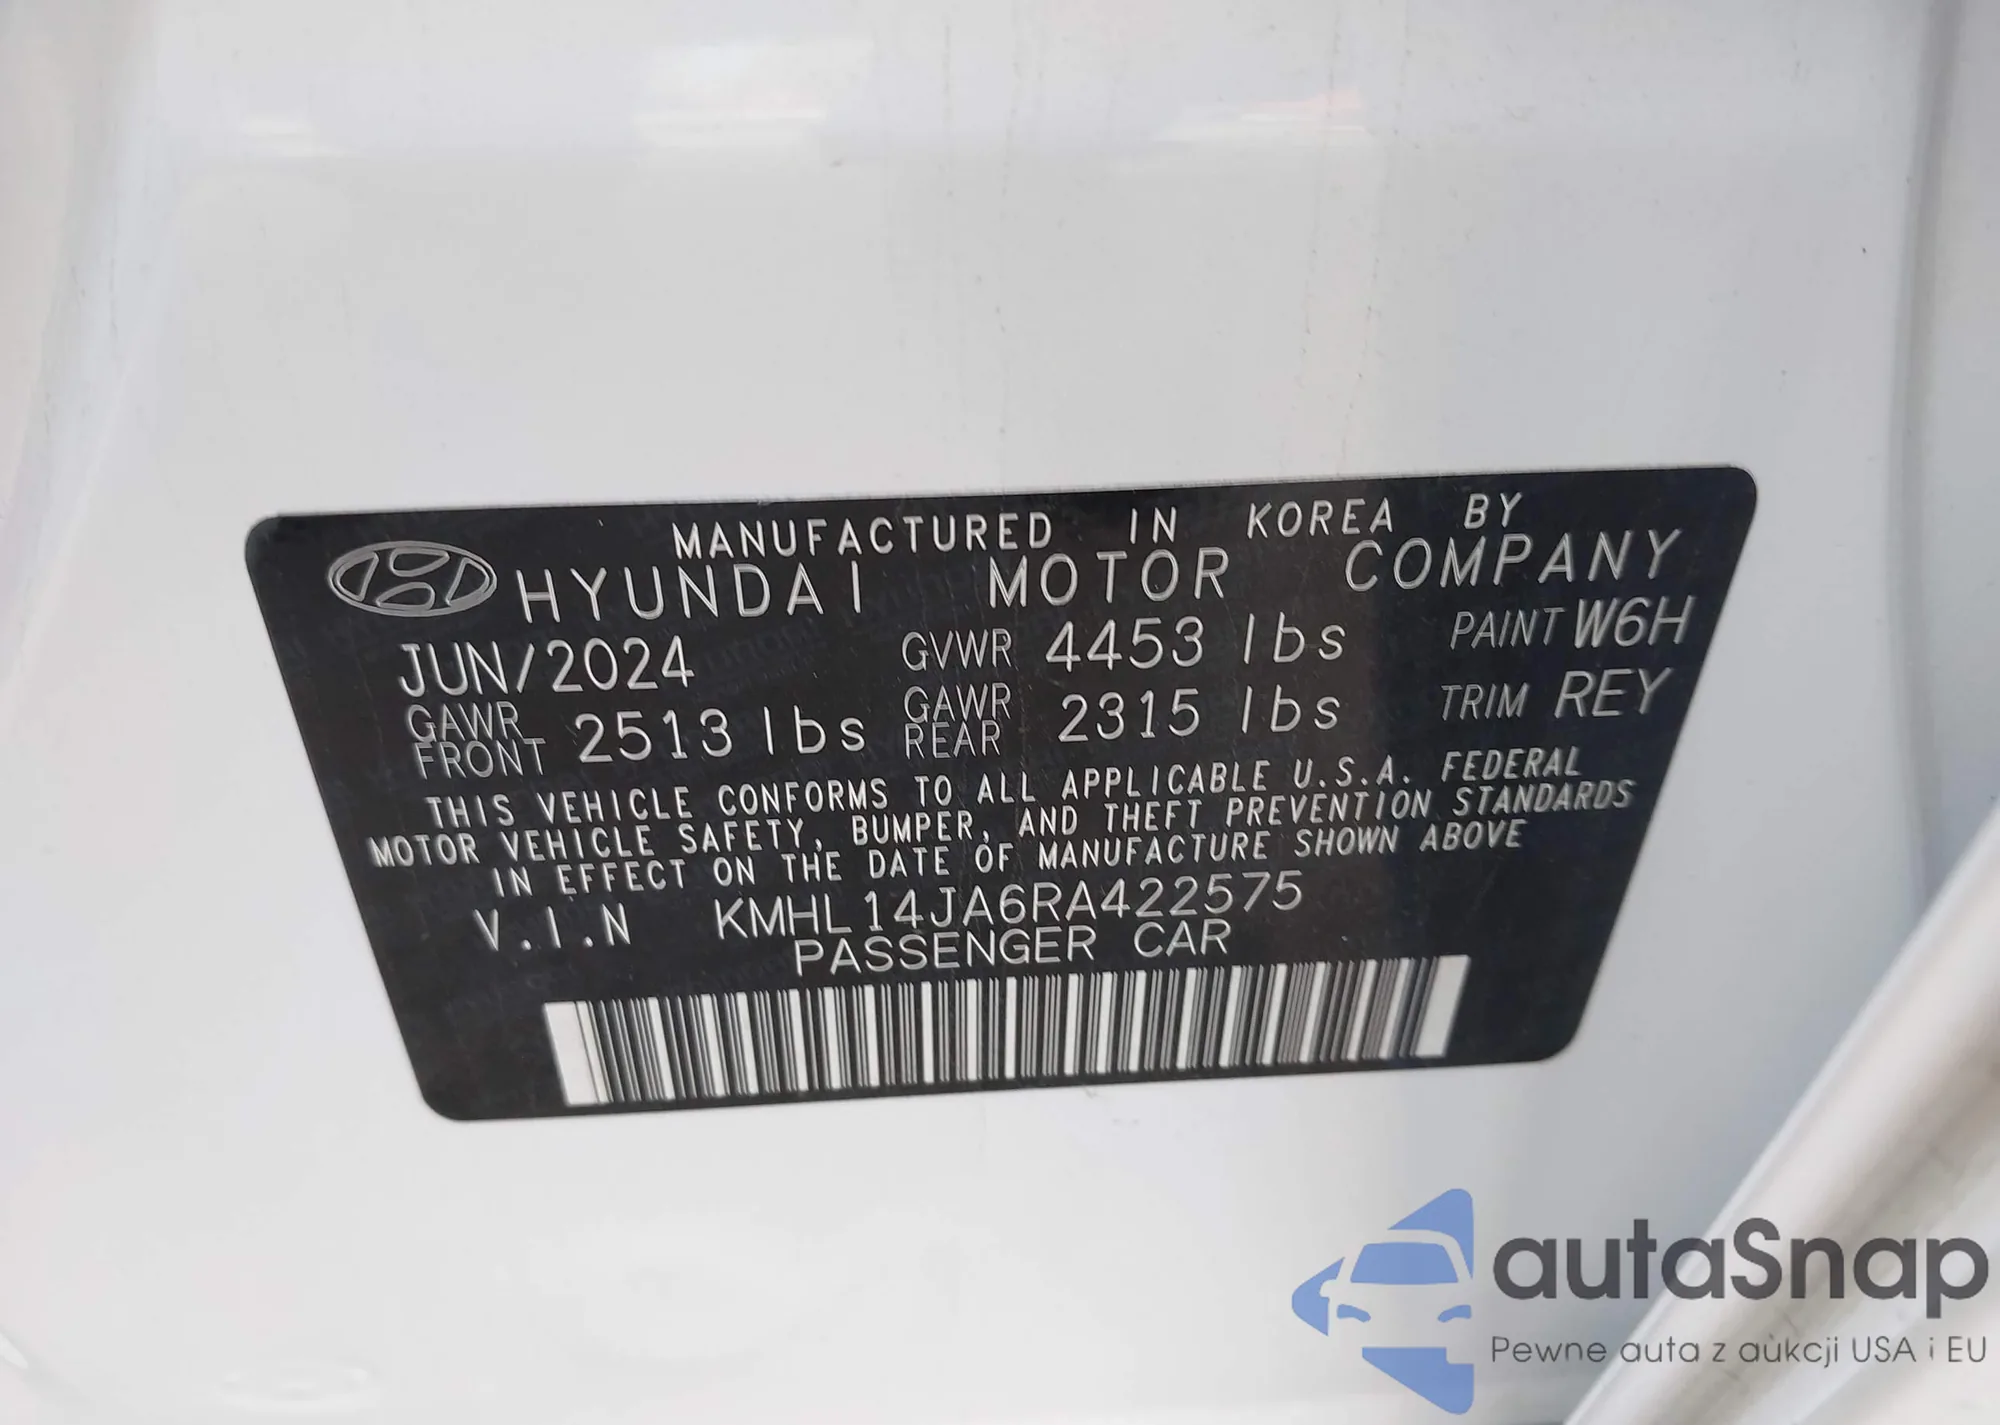 MANUFACTURED IN KOREA BY
HYUNDAI MOTOR COMPANY
JUN/2024 GVWR 4453 lbs PAINT W6H
GAWR FRONT 2513 lbs GAWR REAR 2315 lbs TRIM REY
THIS VEHICLE CONFORMS TO ALL APPLICABLE U.S.A. FEDERAL
MOTOR VEHICLE SAFETY, BUMPER, AND THEFT PREVENTION STANDARDS
IN EFFECT ON THE DATE OF MANUFACTURE SHOWN ABOVE
V.I.N KMHL14JA6RA422575
PASSENGER CAR
autaSnap
Pewne auta z aukcji USA i EU